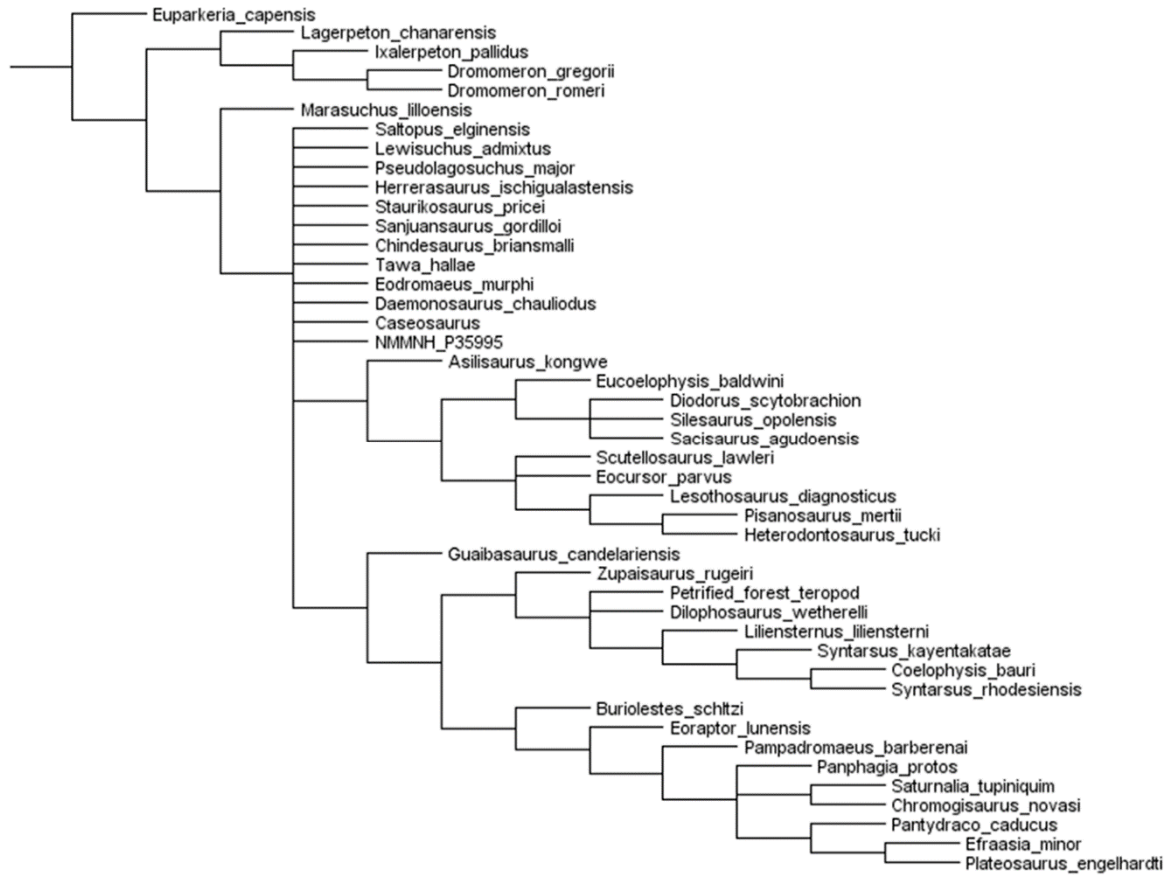 Euparkeria_capensis
Lagerpeton_chanarensis
Ixalerpeton_pallidus
Dromomeron_gregorii
Dromomeron_romeri
Marasuchus_lilloensis
Saltopus_elginensis
Lewisuchus_admixtus
Pseudolagosuchus_major
Herrerasaurus_ischigualastensis
Staurikosaurus_pricei
Sanjuansaurus_gordilloi
Chindesaurus_briansmalli
Tawa_hallae
Eodromaeus_murphi
Daemonosaurus_chauliodus
Caseosaurus
NMMNH_P35995
Asilisaurus_kongwe
Eucoelophysis_baldwini
Diodorus_scytobrachion
Silesaurus_opolensis
Sacisaurus_agudoensis
Scutellosaurus_lawleri
Eocursor_parvus
Lesothosaurus_diagnosticus
Pisanosaurus_mertii
Heterodontosaurus_tucki
Guaibasaurus_candelariensis
Zupaisaurus_rugeiri
Petrified_forest_teropod
Dilophosaurus_wetherelli
Liliensternus_liliensterni
Syntarsus_kayentakatae
Coelophysis_bauri
Syntarsus_rhodesiensis
Buriolestes_schltzi
Eoraptor_lunensis
Pampadromaeus_barberenai
Panphagia_protos
Saturnalia_tupiniquim
Chromogisaurus_novasi
Pantydraco_caducus
Efraasia_minor
Plateosaurus_engelhardti